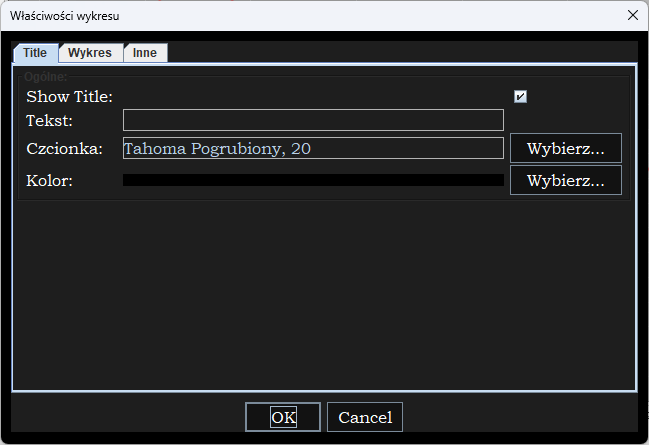 Właściwości wykresu
Title Wykres Inne
Ogólne:
Show Title:
Tekst:
Czcionka: Tahoma Pogrubiony, 20 Wybierz...
Kolor: Wybierz...
OK Cancel